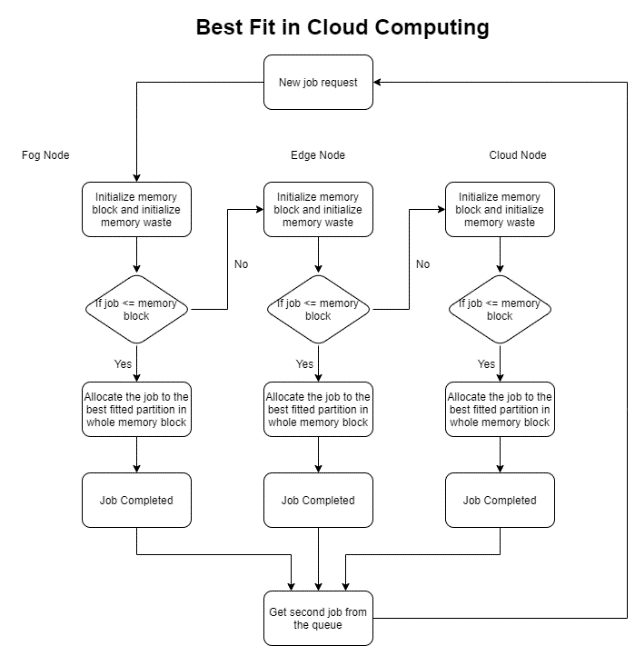 Best Fit in Cloud Computing
New job request
Fog Node
Edge Node
Cloud Node
Initialize memory
block and initialize
memory waste
Initialize memory
block and initialize
memory waste
Initialize memory
block and initialize
memory waste
No
No
If job <= memory
block
If job <= memory
block
If job <= memory
block
Yes
Yes
Yes
Allocate the job to the
best fitted partition in
whole memory block
Allocate the job to the
best fitted partition in
whole memory block
Allocate the job to the
best fitted partition in
whole memory block
Job Completed
Job Completed
Job Completed
Get second job from
the queue